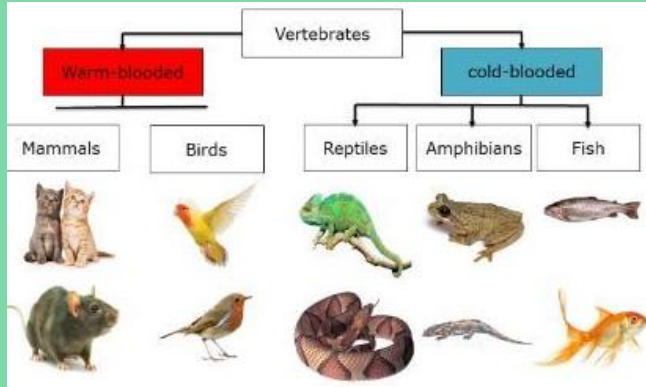 Vertebrates
Warm-blooded
cold-blooded
Mammals
Birds
Reptiles
Amphibians
Fish